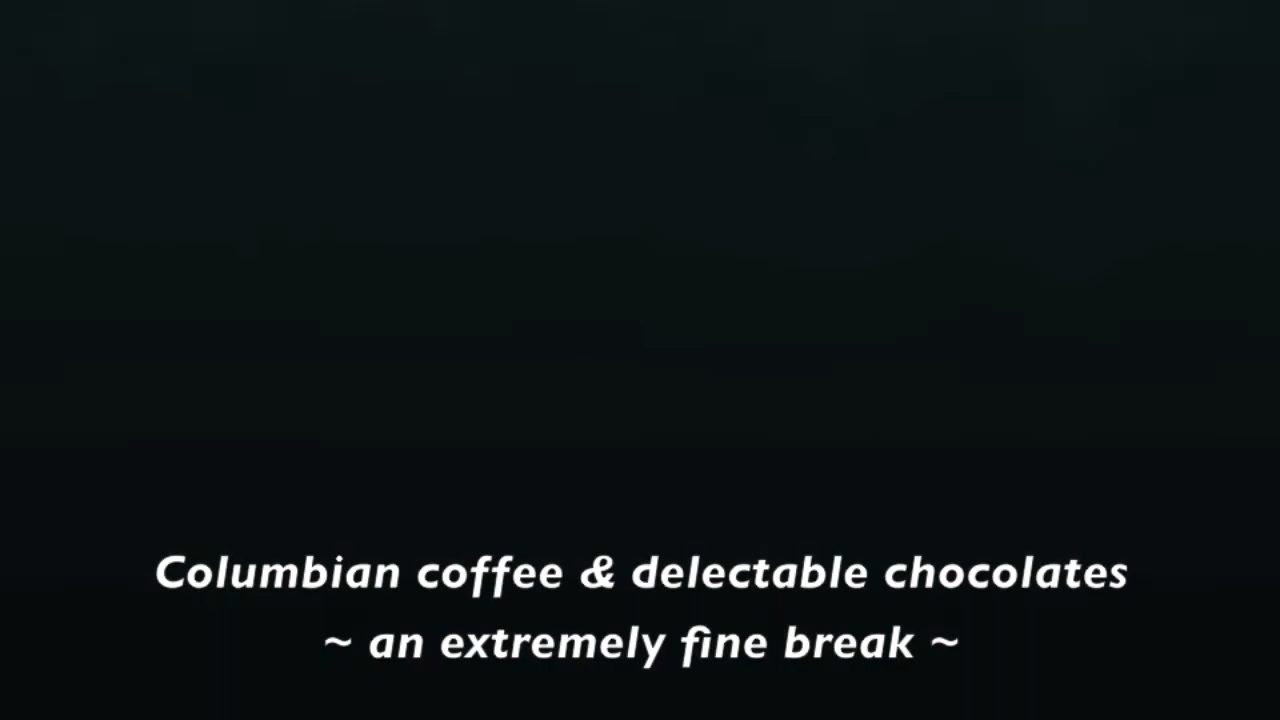 Columbian coffee & delectable chocolates
~ an extremely fine break ~